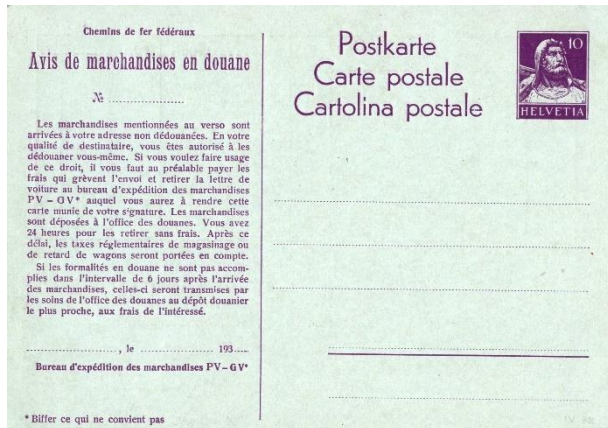 Chemins de fer fédéraux
Avis de marchandises en douane
№ ....................
Les marchandises mentionnées au verso sont
arrivées à votre adresse non dédouanées. En votre
qualité de destinataire, vous êtes autorisé à les
dédouaner vous-même. Si vous voulez faire usage
de ce droit, il vous faut au préalable payer les
frais qui grèvent l'envoi et retirer la lettre de
voiture au bureau d'expédition des marchandises
PV – GV* auquel vous aurez à rendre cette
carte munie de votre signature. Les marchandises
sont déposées à l'office des douanes. Vous avez
24 heures pour les retirer sans frais. Après ce
délai, les taxes réglementaires de magasinage ou
de retard de wagons seront portées en compte.
Si les formalités en douane ne sont pas accom-
plies dans l'intervalle de 6 jours après l'arrivée
des marchandises, celles-ci seront transmises par
les soins de l'office des douanes au dépôt douanier
le plus proche, aux frais de l'intéressé.
...................... , le .................. 193.....
Bureau d'expédition des marchandises PV – GV*
* Biffer ce qui ne convient pas
Postkarte
Carte postale
Cartolina postale
10
HELVETIA